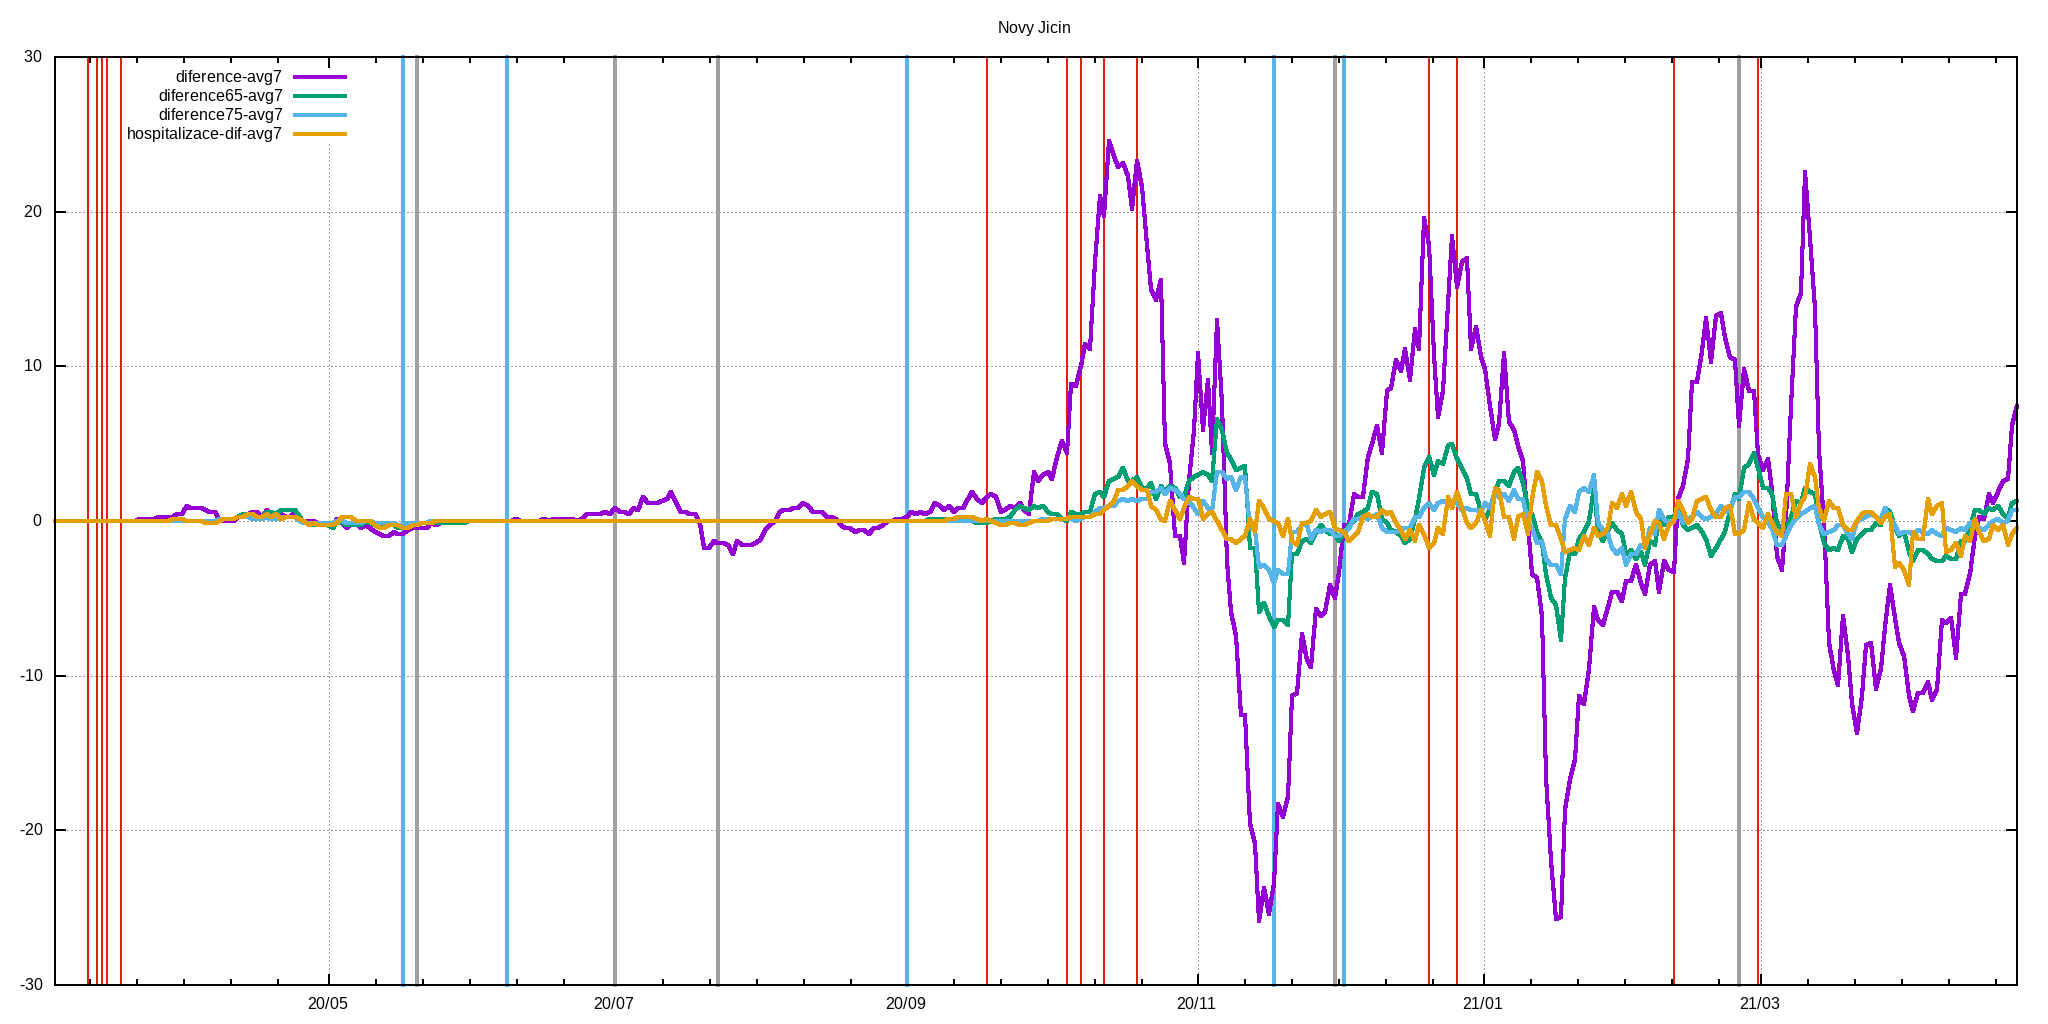 Novy Jicin
30
20
10
0
-10
-20
-30
diference-avg7
diference65-avg7
diference75-avg7
hospitalizace-dif-avg7
20/05
20/07
20/09
20/11
21/01
21/03